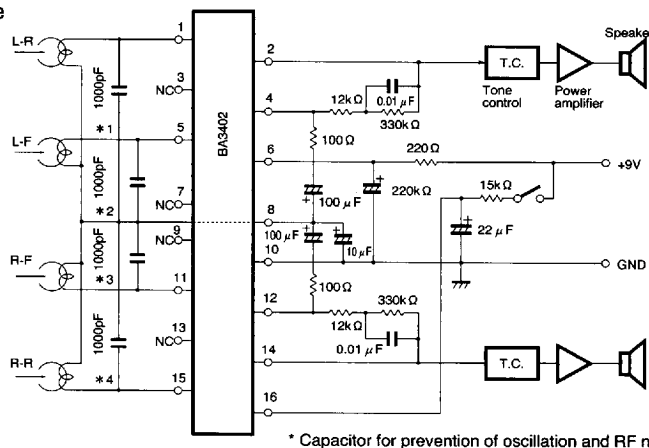 e
L-R
L-F
R-F
R-R
1000pF
*1
1000pF
*2
1000pF
*3
1000pF
*4
1
NC 3
5
NC 7
NC 9
11
NC 13
15
BA3402
2
4
6
8
10
12
14
16
12kΩ
0.01 μF
330kΩ
100Ω
220Ω
+ 100 μF
+ 220kΩ
15kΩ
+9V
100 μF +
+ 10 μF
+ 22 μF
GND
100Ω
330kΩ
12kΩ
0.01 μF
T.C.
Tone control
Power amplifier
Speake
T.C.
* Capacitor for prevention of oscillation and RF n